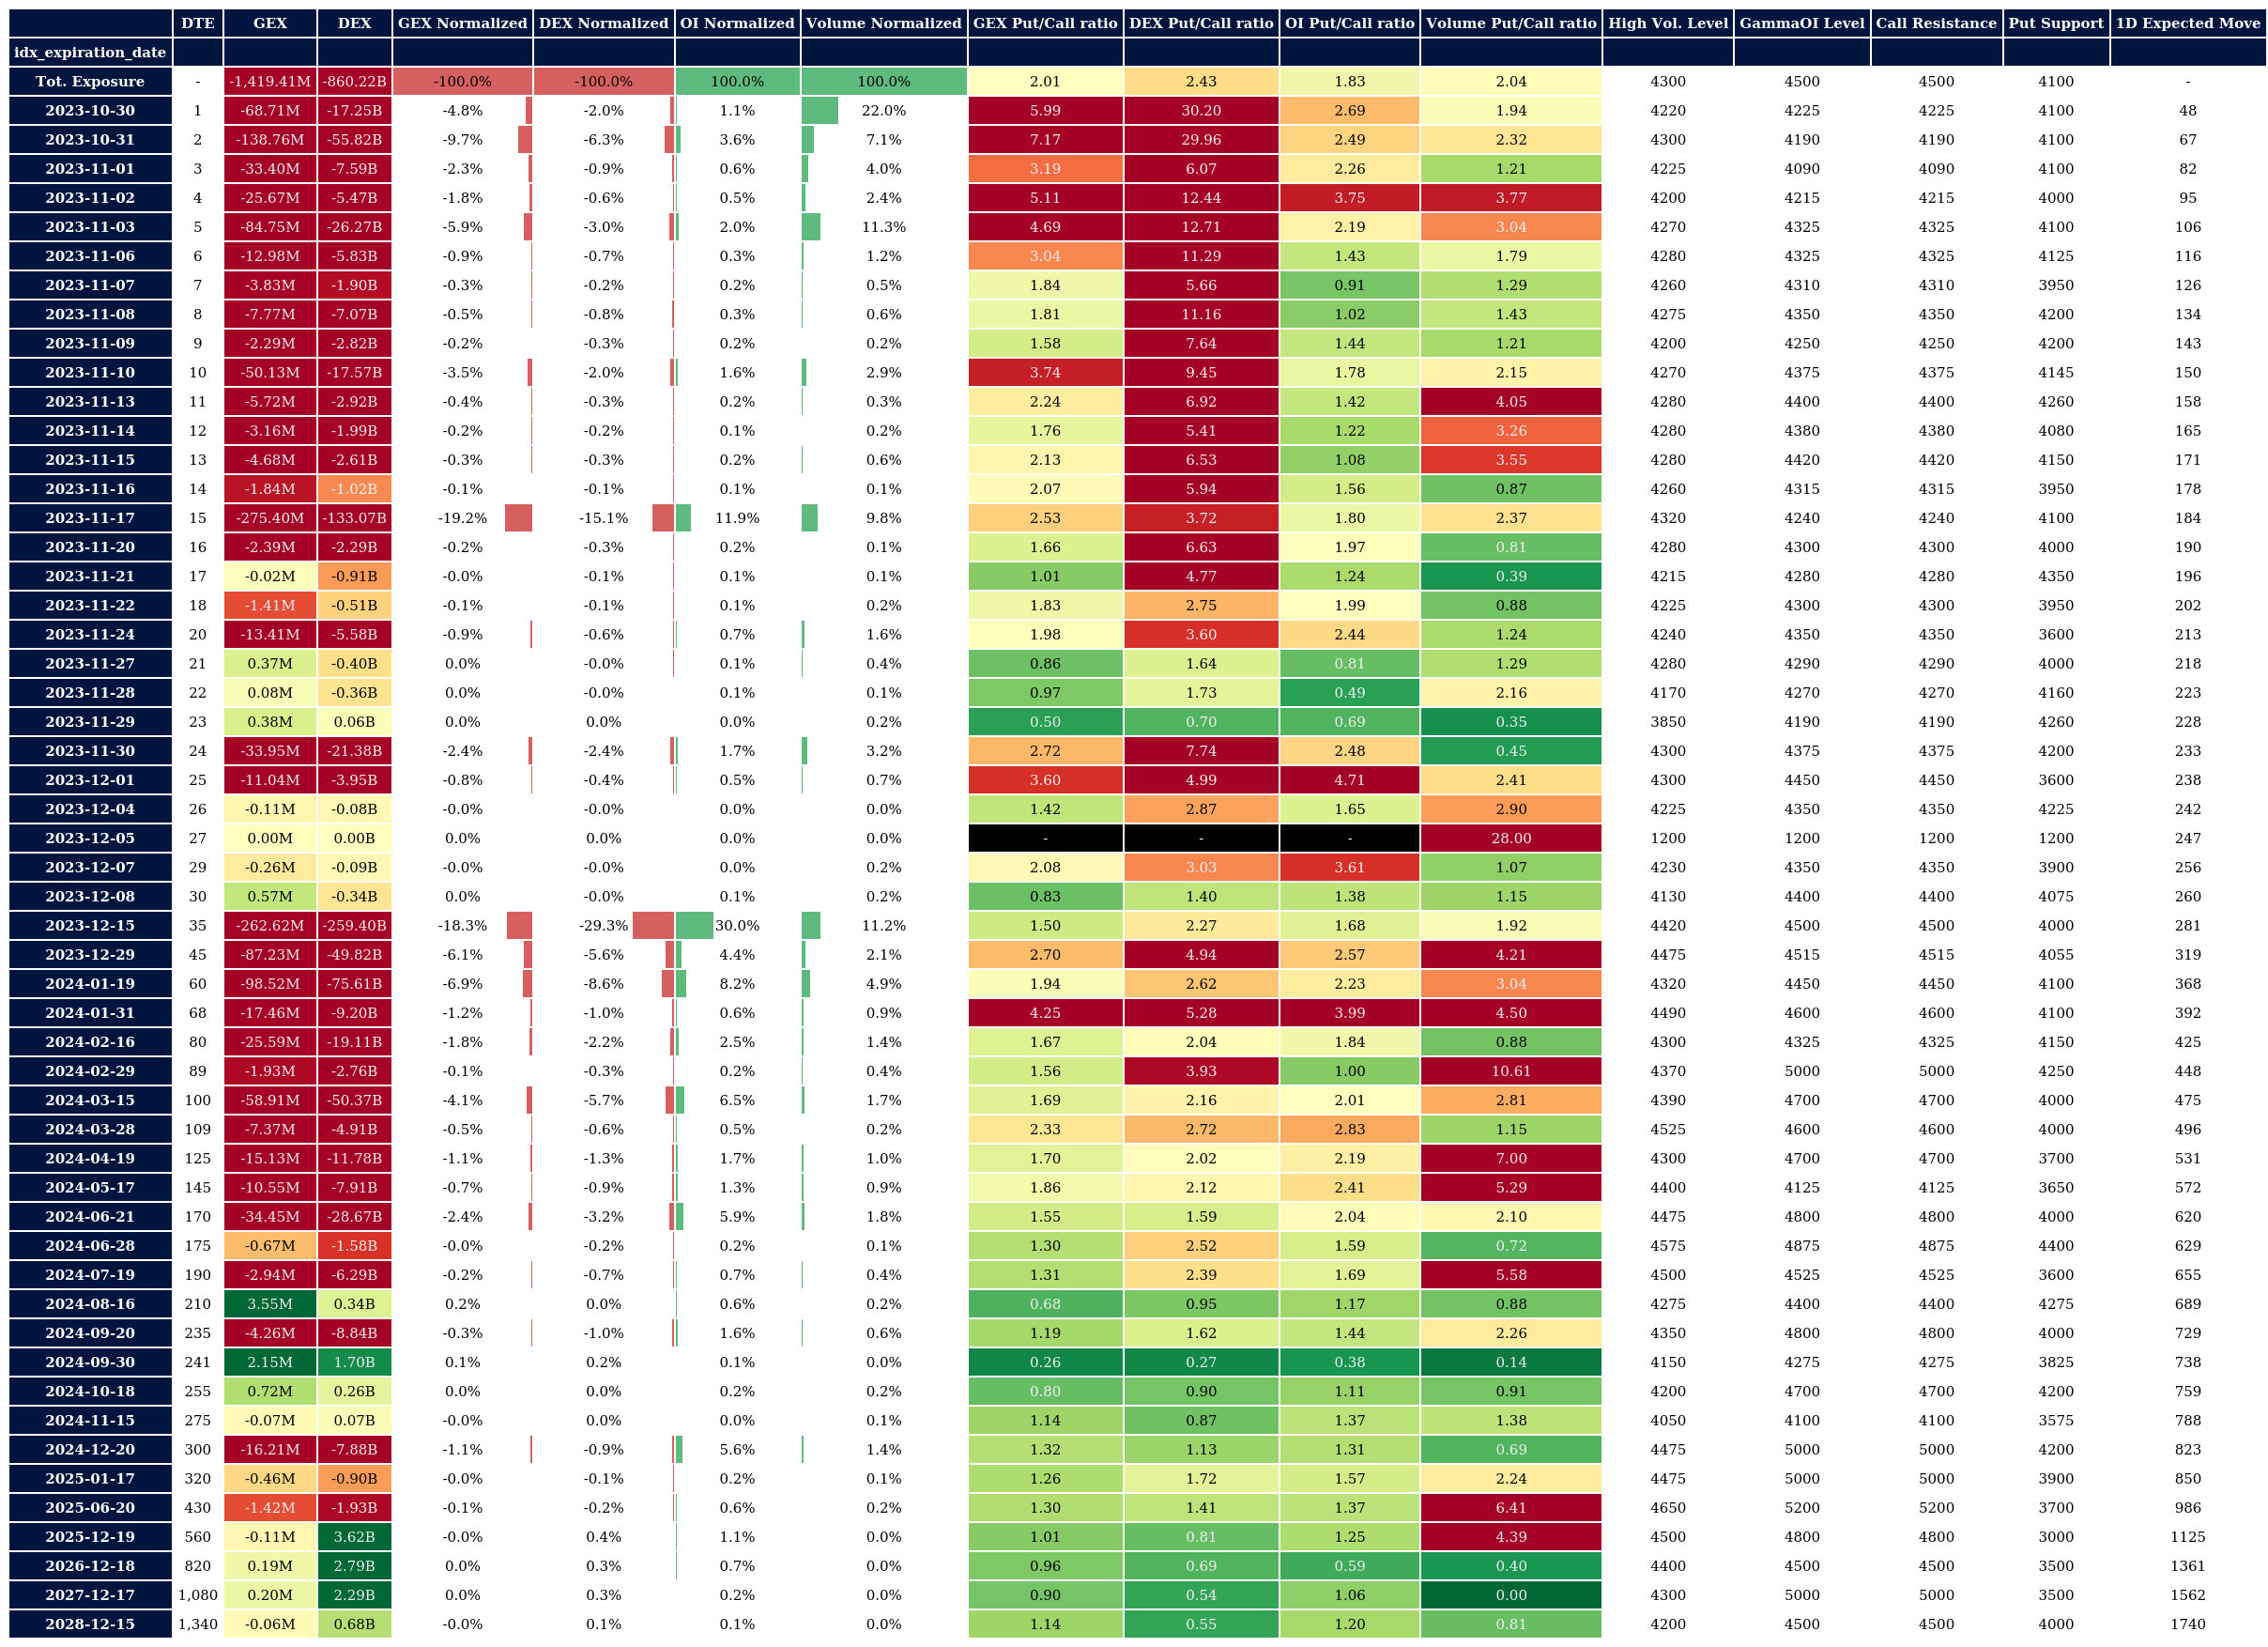 DTE GEX DEX GEX Normalized DEX Normalized OI Normalized Volume Normalized GEX Put/Call ratio DEX Put/Call ratio OI Put/Call ratio Volume Put/Call ratio High Vol. Level GammaOI Level Call Resistance Put Support 1D Expected Move
idx_expiration_date
Tot. Exposure - -1,419.41M -860.22B -100.0% -100.0% 100.0% 100.0% 2.01 2.43 1.83 2.04 4300 4500 4500 4100 -
2023-10-30 1 -68.71M -17.25B -4.8% -2.0% 1.1% 22.0% 5.99 30.20 2.69 1.94 4220 4225 4225 4100 48
2023-10-31 2 -138.76M -55.82B -9.7% -6.3% 3.6% 7.1% 7.17 29.96 2.49 2.32 4300 4190 4190 4100 67
2023-11-01 3 -33.40M -7.59B -2.3% -0.9% 0.6% 4.0% 3.19 6.07 2.26 1.21 4225 4090 4090 4100 82
2023-11-02 4 -25.67M -5.47B -1.8% -0.6% 0.5% 2.4% 5.11 12.44 3.75 3.77 4200 4215 4215 4000 95
2023-11-03 5 -84.75M -26.27B -5.9% -3.0% 2.0% 11.3% 4.69 12.71 2.19 3.04 4270 4325 4325 4100 106
2023-11-06 6 -12.98M -5.83B -0.9% -0.7% 0.3% 1.2% 3.04 11.29 1.43 1.79 4280 4325 4325 4125 116
2023-11-07 7 -3.83M -1.90B -0.3% -0.2% 0.2% 0.5% 1.84 5.66 0.91 1.29 4260 4310 4310 3950 126
2023-11-08 8 -7.77M -7.07B -0.5% -0.8% 0.3% 0.6% 1.81 11.16 1.02 1.43 4275 4350 4350 4200 134
2023-11-09 9 -2.29M -2.82B -0.2% -0.3% 0.2% 0.2% 1.58 7.64 1.44 1.21 4200 4250 4250 4200 143
2023-11-10 10 -50.13M -17.57B -3.5% -2.0% 1.6% 2.9% 3.74 9.45 1.78 2.15 4270 4375 4375 4145 150
2023-11-13 11 -5.72M -2.92B -0.4% -0.3% 0.2% 0.3% 2.24 6.92 1.42 4.05 4280 4400 4400 4260 158
2023-11-14 12 -3.16M -1.99B -0.2% -0.2% 0.1% 0.2% 1.76 5.41 1.22 3.26 4280 4380 4380 4080 165
2023-11-15 13 -4.68M -2.61B -0.3% -0.3% 0.2% 0.6% 2.13 6.53 1.08 3.55 4280 4420 4420 4150 171
2023-11-16 14 -1.84M -1.02B -0.1% -0.1% 0.1% 0.1% 2.07 5.94 1.56 0.87 4260 4315 4315 3950 178
2023-11-17 15 -275.40M -133.07B -19.2% -15.1% 11.9% 9.8% 2.53 3.72 1.80 2.37 4320 4240 4240 4100 184
2023-11-20 16 -2.39M -2.29B -0.2% -0.3% 0.2% 0.1% 1.66 6.63 1.97 0.81 4280 4300 4300 4000 190
2023-11-21 17 -0.02M -0.91B -0.0% -0.1% 0.1% 0.1% 1.01 4.77 1.24 0.39 4215 4280 4280 4350 196
2023-11-22 18 -1.41M -0.51B -0.1% -0.1% 0.1% 0.2% 1.83 2.75 1.99 0.88 4225 4300 4300 3950 202
2023-11-24 20 -13.41M -5.58B -0.9% -0.6% 0.7% 1.6% 1.98 3.60 2.44 1.24 4240 4350 4350 3600 213
2023-11-27 21 0.37M -0.40B 0.0% -0.0% 0.1% 0.4% 0.86 1.64 0.81 1.29 4280 4290 4290 4000 218
2023-11-28 22 0.08M -0.36B 0.0% -0.0% 0.1% 0.1% 0.97 1.73 0.49 2.16 4170 4270 4270 4160 223
2023-11-29 23 0.38M 0.06B 0.0% 0.0% 0.0% 0.2% 0.50 0.70 0.69 0.35 3850 4190 4190 4260 228
2023-11-30 24 -33.95M -21.38B -2.4% -2.4% 1.7% 3.2% 2.72 7.74 2.48 0.45 4300 4375 4375 4200 233
2023-12-01 25 -11.04M -3.95B -0.8% -0.4% 0.5% 0.7% 3.60 4.99 4.71 2.41 4300 4450 4450 3600 238
2023-12-04 26 -0.11M -0.08B -0.0% -0.0% 0.0% 0.0% 1.42 2.87 1.65 2.90 4225 4350 4350 4225 242
2023-12-05 27 0.00M 0.00B 0.0% 0.0% 0.0% 0.0% - - - 28.00 1200 1200 1200 1200 247
2023-12-07 29 -0.26M -0.09B -0.0% -0.0% 0.0% 0.2% 2.08 3.03 3.61 1.07 4230 4350 4350 3900 256
2023-12-08 30 0.57M -0.34B 0.0% -0.0% 0.1% 0.2% 0.83 1.40 1.38 1.15 4130 4400 4400 4075 260
2023-12-15 35 -262.62M -259.40B -18.3% -29.3% 30.0% 11.2% 1.50 2.27 1.68 1.92 4420 4500 4500 4000 281
2023-12-29 45 -87.23M -49.82B -6.1% -5.6% 4.4% 2.1% 2.70 4.94 2.57 4.21 4475 4515 4515 4055 319
2024-01-19 60 -98.52M -75.61B -6.9% -8.6% 8.2% 4.9% 1.94 2.62 2.23 3.04 4320 4450 4450 4100 368
2024-01-31 68 -17.46M -9.20B -1.2% -1.0% 0.6% 0.9% 4.25 5.28 3.99 4.50 4490 4600 4600 4100 392
2024-02-16 80 -25.59M -19.11B -1.8% -2.2% 2.5% 1.4% 1.67 2.04 1.84 0.88 4300 4325 4325 4150 425
2024-02-29 89 -1.93M -2.76B -0.1% -0.3% 0.2% 0.4% 1.56 3.93 1.00 10.61 4370 5000 5000 4250 448
2024-03-15 100 -58.91M -50.37B -4.1% -5.7% 6.5% 1.7% 1.69 2.16 2.01 2.81 4390 4700 4700 4000 475
2024-03-28 109 -7.37M -4.91B -0.5% -0.6% 0.5% 0.2% 2.33 2.72 2.83 1.15 4525 4600 4600 4000 496
2024-04-19 125 -15.13M -11.78B -1.1% -1.3% 1.7% 1.0% 1.70 2.02 2.19 7.00 4300 4700 4700 3700 531
2024-05-17 145 -10.55M -7.91B -0.7% -0.9% 1.3% 0.9% 1.86 2.12 2.41 5.29 4400 4125 4125 3650 572
2024-06-21 170 -34.45M -28.67B -2.4% -3.2% 5.9% 1.8% 1.55 1.59 2.04 2.10 4475 4800 4800 4000 620
2024-06-28 175 -0.67M -1.58B -0.0% -0.2% 0.2% 0.1% 1.30 2.52 1.59 0.72 4575 4875 4875 4400 629
2024-07-19 190 -2.94M -6.29B -0.2% -0.7% 0.7% 0.4% 1.31 2.39 1.69 5.58 4500 4525 4525 3600 655
2024-08-16 210 3.55M 0.34B 0.2% 0.0% 0.6% 0.2% 0.68 0.95 1.17 0.88 4275 4400 4400 4275 689
2024-09-20 235 -4.26M -8.84B -0.3% -1.0% 1.6% 0.6% 1.19 1.62 1.44 2.26 4350 4800 4800 4000 729
2024-09-30 241 2.15M 1.70B 0.1% 0.2% 0.1% 0.0% 0.26 0.27 0.38 0.14 4150 4275 4275 3825 738
2024-10-18 255 0.72M 0.26B 0.0% 0.0% 0.2% 0.2% 0.80 0.90 1.11 0.91 4200 4700 4700 4200 759
2024-11-15 275 -0.07M 0.07B -0.0% 0.0% 0.0% 0.1% 1.14 0.87 1.37 1.38 4050 4100 4100 3575 788
2024-12-20 300 -16.21M -7.88B -1.1% -0.9% 5.6% 1.4% 1.32 1.13 1.31 0.69 4475 5000 5000 4200 823
2025-01-17 320 -0.46M -0.90B -0.0% -0.1% 0.2% 0.1% 1.26 1.72 1.57 2.24 4475 5000 5000 3900 850
2025-06-20 430 -1.42M -1.93B -0.1% -0.2% 0.6% 0.2% 1.30 1.41 1.37 6.41 4650 5200 5200 3700 986
2025-12-19 560 -0.11M 3.62B -0.0% 0.4% 1.1% 0.0% 1.01 0.81 1.25 4.39 4500 4800 4800 3000 1125
2026-12-18 820 0.19M 2.79B 0.0% 0.3% 0.7% 0.0% 0.96 0.69 0.59 0.40 4400 4500 4500 3500 1361
2027-12-17 1,080 0.20M 2.29B 0.0% 0.3% 0.2% 0.0% 0.90 0.54 1.06 0.00 4300 5000 5000 3500 1562
2028-12-15 1,340 -0.06M 0.68B -0.0% 0.1% 0.1% 0.0% 1.14 0.55 1.20 0.81 4200 4500 4500 4000 1740